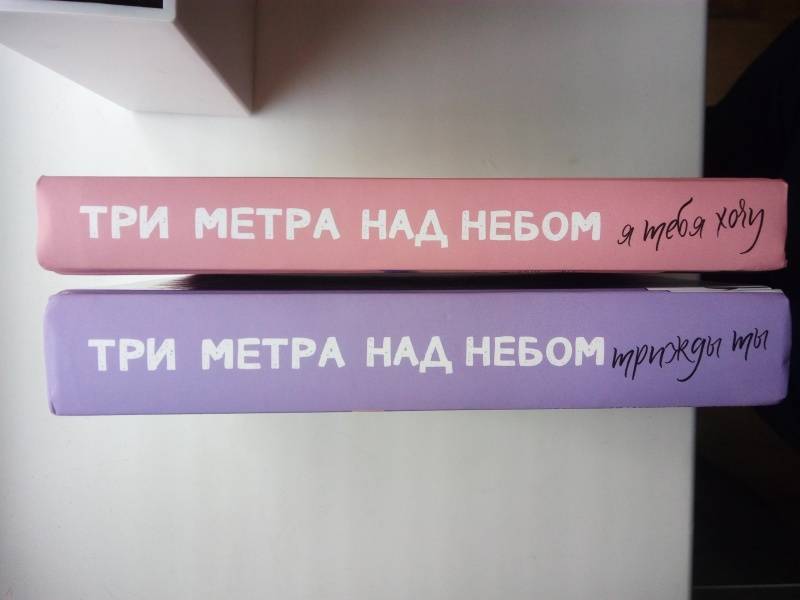 ТРИ МЕТРА НАД НЕБОМ я тебя хочу
ТРИ МЕТРА НАД НЕБОМ трижды ты